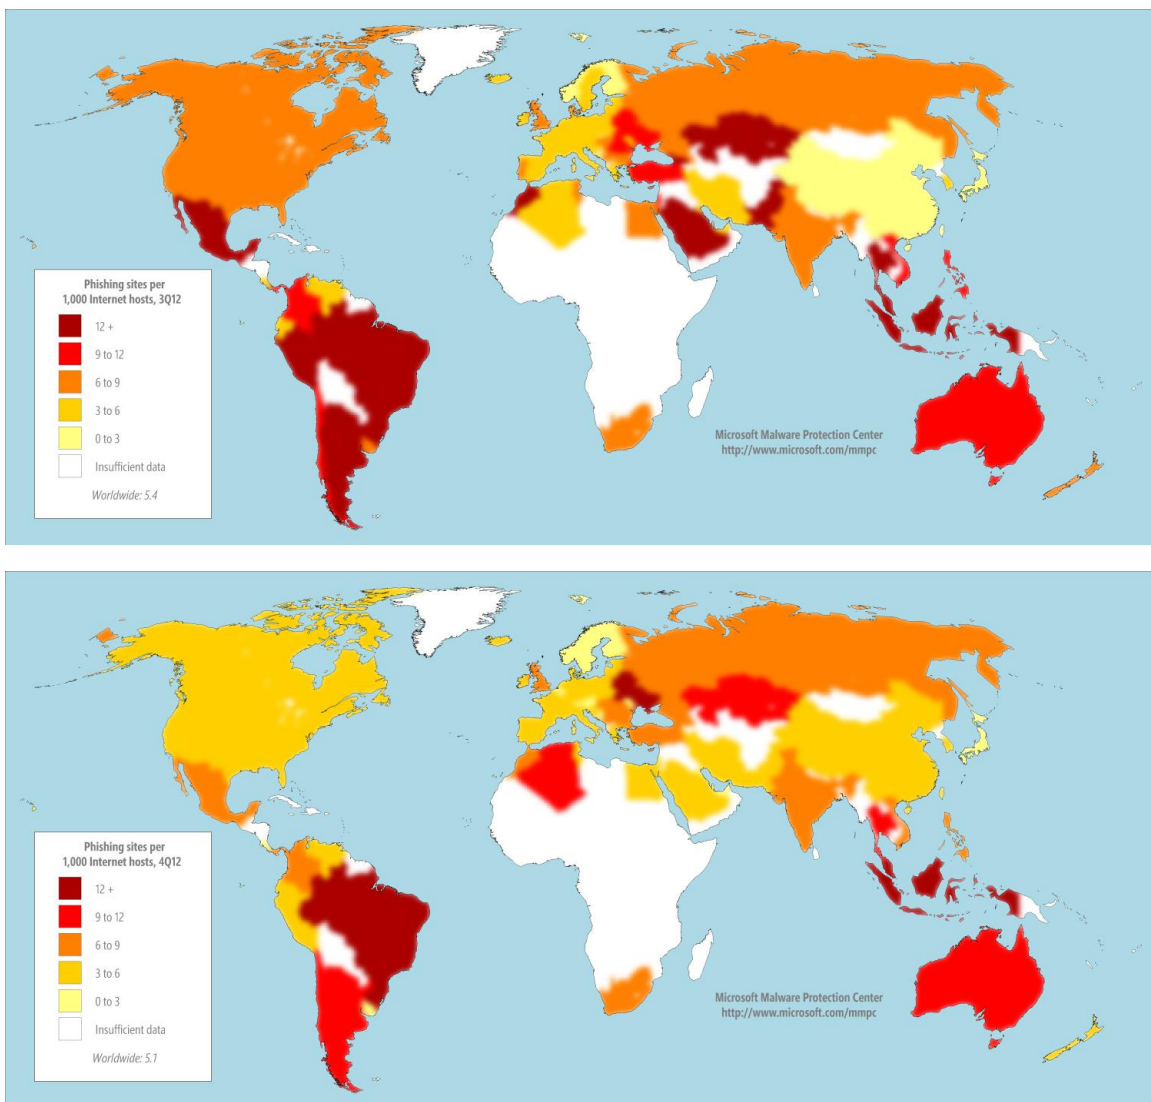 Phishing sites per
1,000 Internet hosts, 3Q12
12 +
9 to 12
6 to 9
3 to 6
0 to 3
Insufficient data
Worldwide: 5.4
Microsoft Malware Protection Center
http://www.microsoft.com/mmpc
Phishing sites per
1,000 Internet hosts, 4Q12
12 +
9 to 12
6 to 9
3 to 6
0 to 3
Insufficient data
Worldwide: 5.1
Microsoft Malware Protection Center
http://www.microsoft.com/mmpc